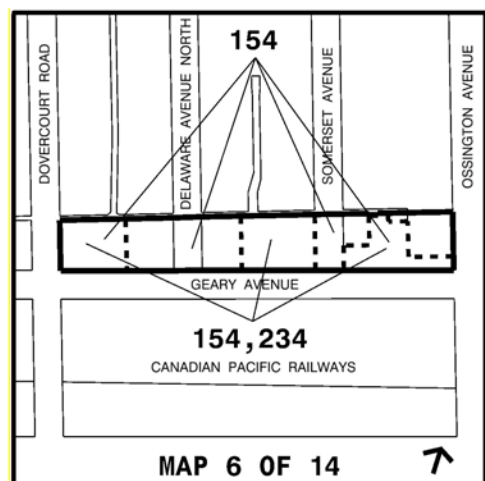 154
DOVERCOURT ROAD
DELAWARE AVENUE NORTH
SOMERSET AVENUE
OSSINGTON AVENUE
GEARY AVENUE
154,234
CANADIAN PACIFIC RAILWAYS
MAP 6 OF 14